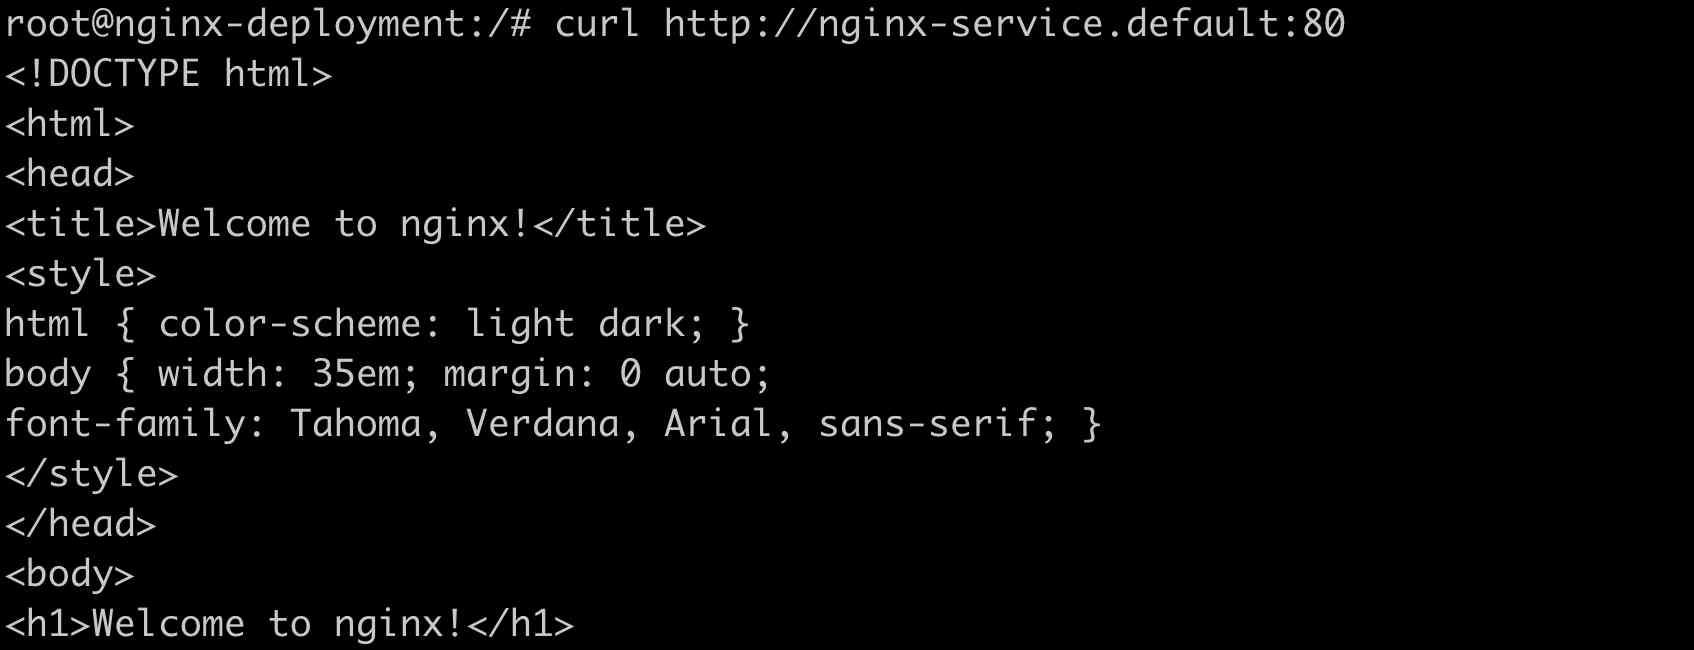 root@nginx-deployment:/# curl http://nginx-service.default:80
<!DOCTYPE html>
<html>
<head>
<title>Welcome to nginx!</title>
<style>
html { color-scheme: light dark; }
body { width: 35em; margin: 0 auto;
font-family: Tahoma, Verdana, Arial, sans-serif; }
</style>
</head>
<body>
<h1>Welcome to nginx!</h1>